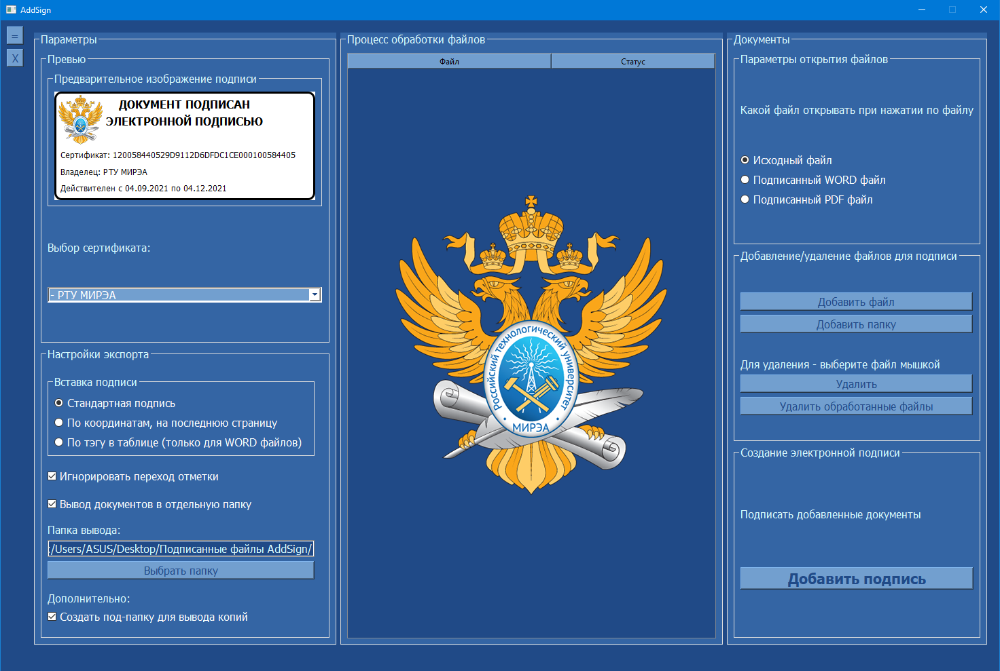 AddSign
=
X
Параметры
Превью
Предварительное изображение подписи
ДОКУМЕНТ ПОДПИСАН
ЭЛЕКТРОННОЙ ПОДПИСЬЮ
Сертификат: 120058440529D9112D6DFDC1CE000100584405
Владелец: РТУ МИРЭА
Действителен с 04.09.2021 по 04.12.2021
Выбор сертификата:
- РТУ МИРЭА
Настройки экспорта
Вставка подписи
Стандартная подпись
По координатам, на последнюю страницу
По тэгу в таблице (только для WORD файлов)
Игнорировать переход отметки
Вывод документов в отдельную папку
Папка вывода:
:/Users/ASUS/Desktop/Подписанные файлы AddSign/
Выбрать папку
Дополнительно:
Создать под-папку для вывода копий
Процесс обработки файлов
Файл Статус
Российский технологический университет
• МИРЭА •
Документы
Параметры открытия файлов
Какой файл открывать при нажатии по файлу
Исходный файл
Подписанный WORD файл
Подписанный PDF файл
Добавление/удаление файлов для подписи
Добавить файл
Добавить папку
Для удаления - выберите файл мышкой
Удалить
Удалить обработанные файлы
Создание электронной подписи
Подписать добавленные документы
Добавить подпись